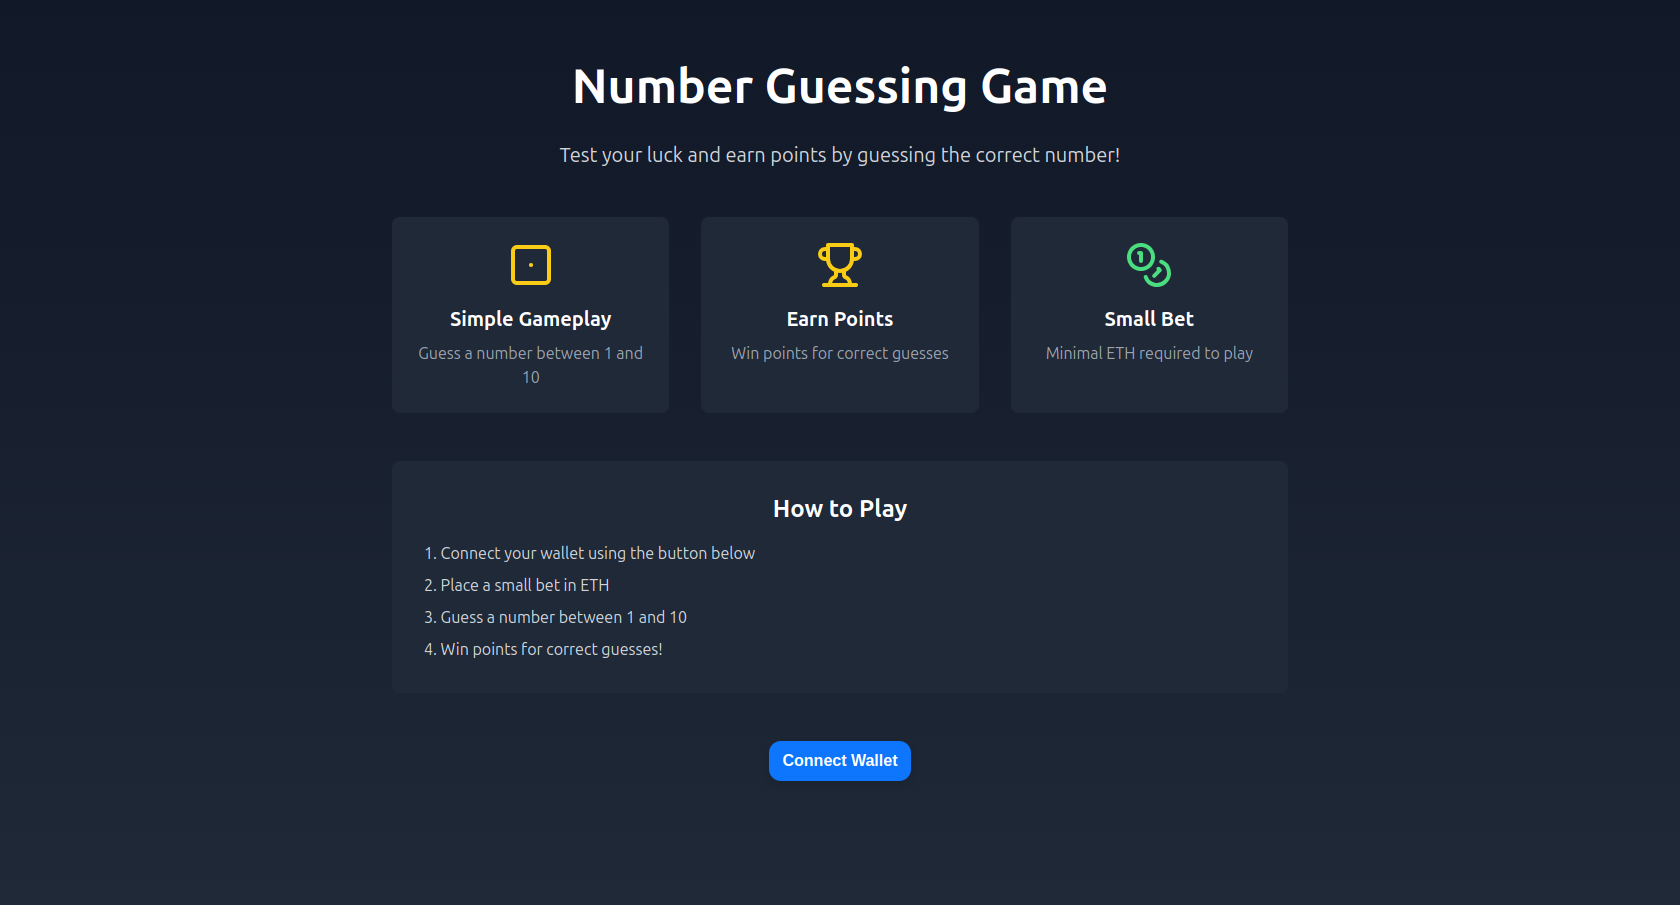 Number Guessing Game
Test your luck and earn points by guessing the correct number!
Simple Gameplay
Guess a number between 1 and
10
Earn Points
Win points for correct guesses
Small Bet
Minimal ETH required to play
How to Play
1. Connect your wallet using the button below
2. Place a small bet in ETH
3. Guess a number between 1 and 10
4. Win points for correct guesses!
Connect Wallet